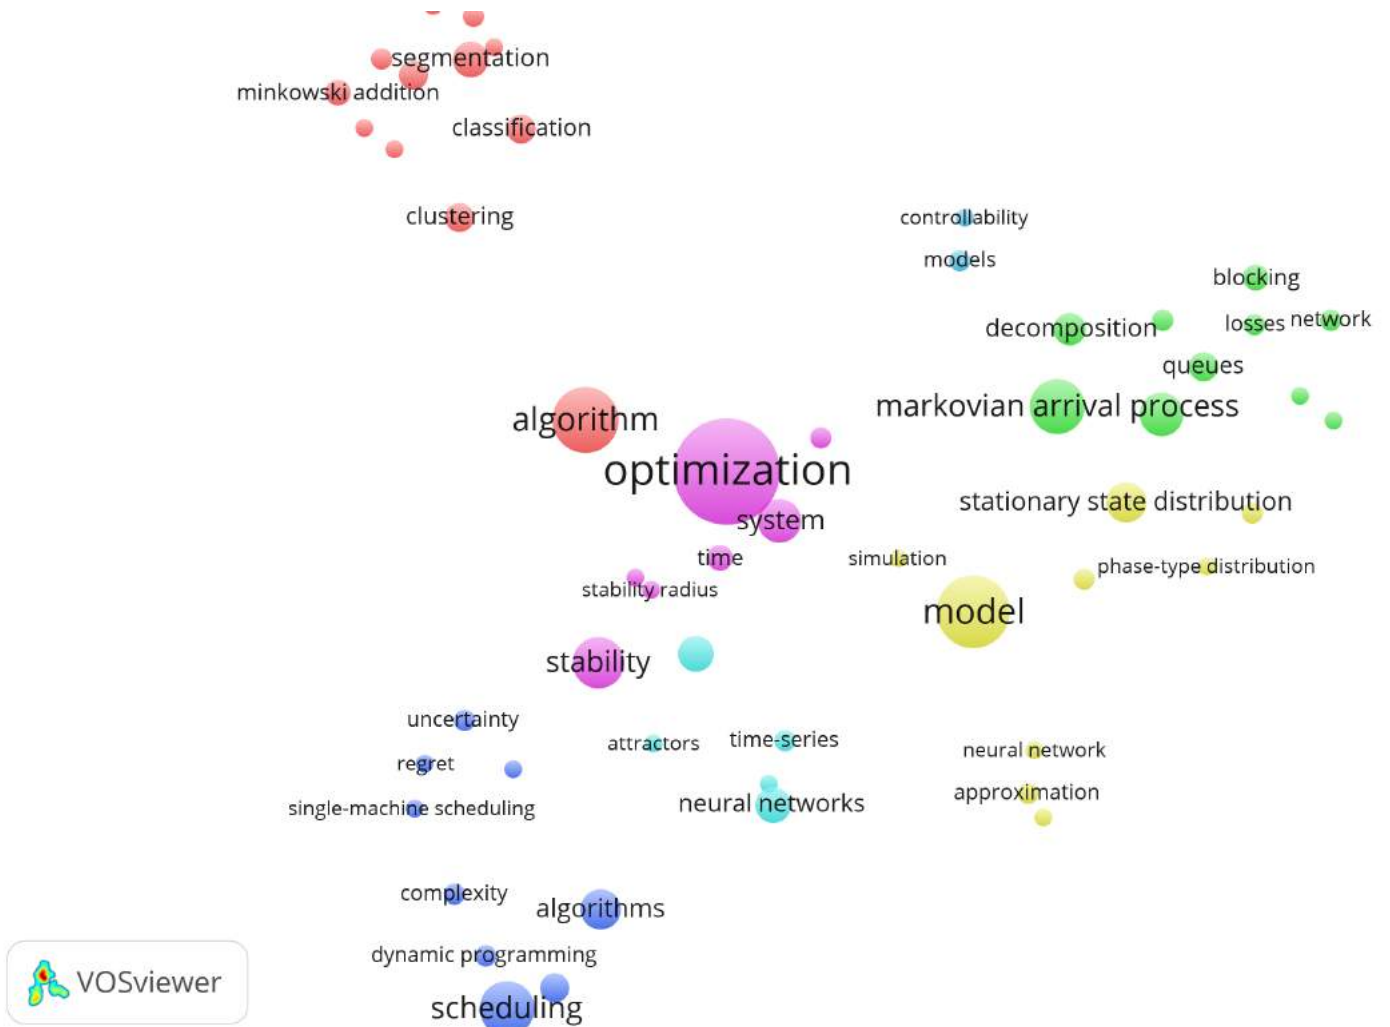 segmentation
minkowski addition
classification
clustering
controllability
models
blocking
decomposition
losses
network
queues
markovian arrival process
algorithm
optimization
stationary state distribution
system
time
simulation
phase-type distribution
stability radius
model
stability
uncertainty
attractors
time-series
neural network
regret
approximation
single-machine scheduling
neural networks
complexity
algorithms
dynamic programming
VOSviewer
scheduling